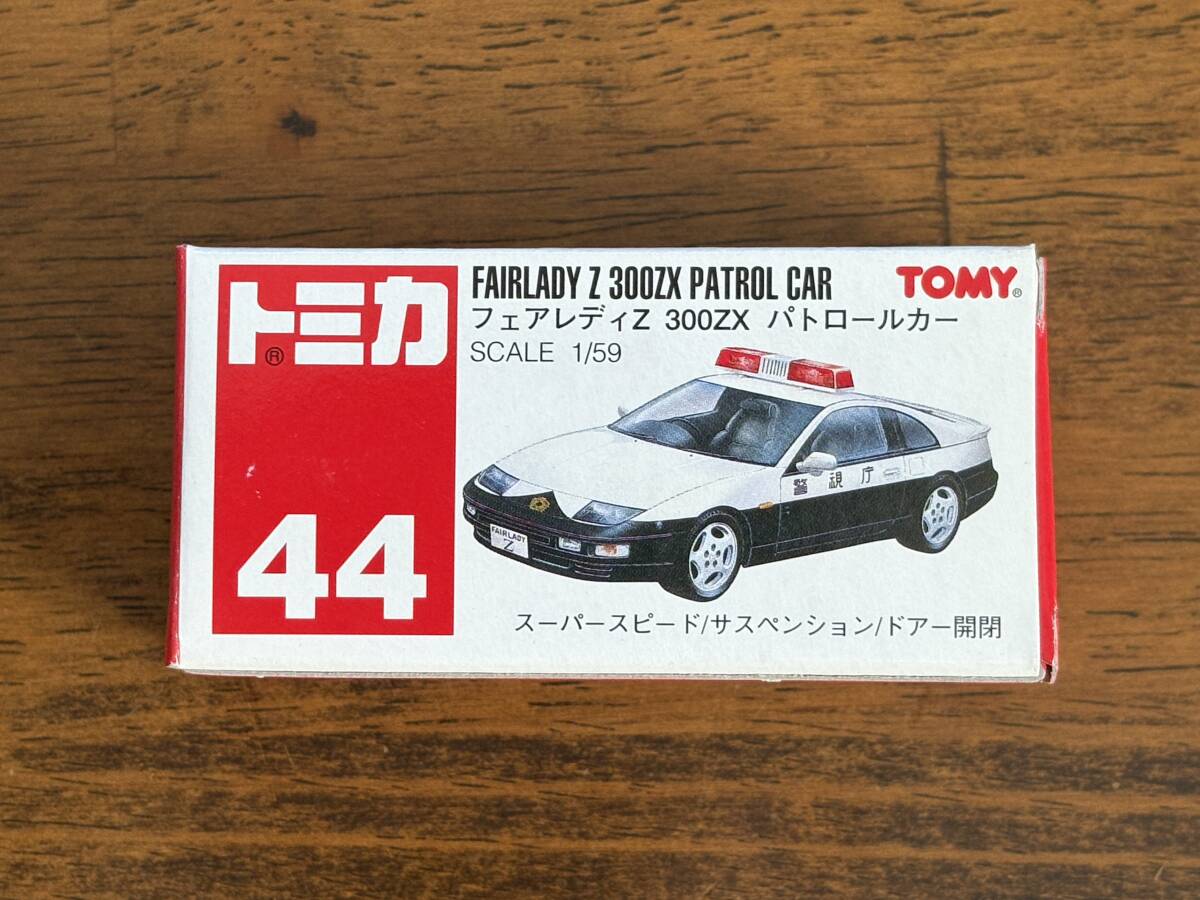 トミカ®
44
FAIRLADY Z 300ZX PATROL CAR
TOMY®
フェアレディZ 300ZX パトロールカー
SCALE 1/59
警視庁
FAIRLADY
Z
スーパースピード/サスペンション/ドアー開閉